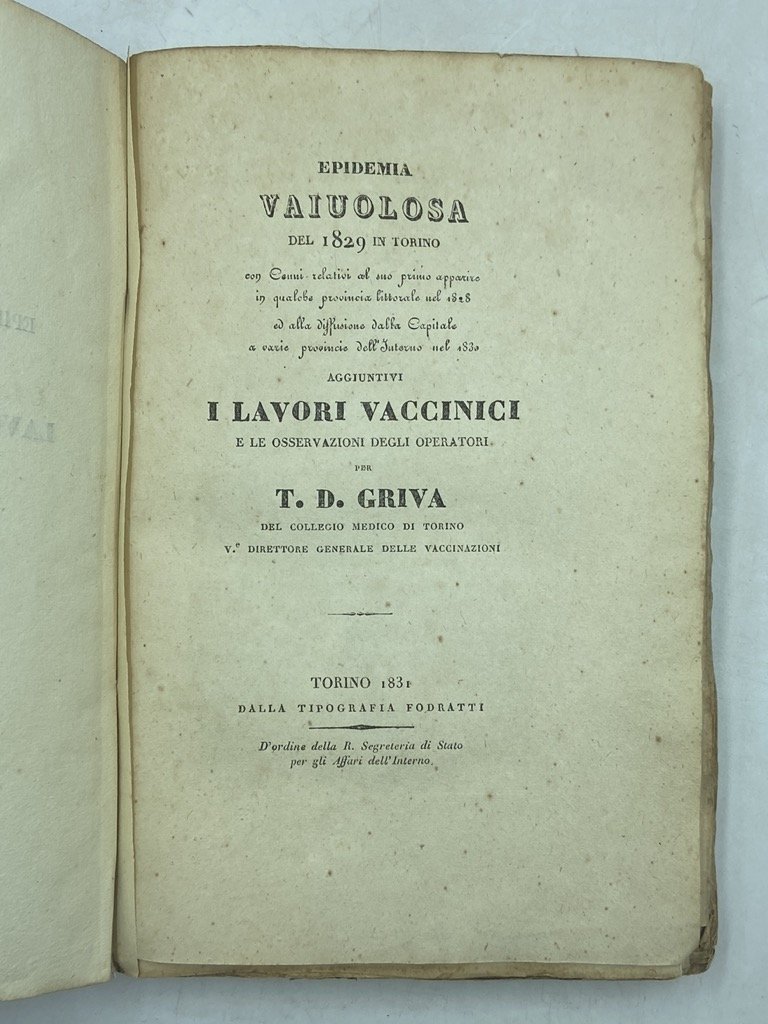 EPIDEMIA
VAIUOLOSA
DEL 1829 IN TORINO
con Cenni relativi al suo primo apparire
in qualche provincia littorale nel 1828
ed alla diffusione dalla Capitale
a varie provincie dell'Interno nel 1830
AGGIUNTIVI
I LAVORI VACCINICI
E LE OSSERVAZIONI DEGLI OPERATORI
PER
T. D. GRIVA
DEL COLLEGIO MEDICO DI TORINO
V.e DIRETTORE GENERALE DELLE VACCINAZIONI
TORINO 1831
DALLA TIPOGRAFIA FODRATTI
D'ordine della R. Segreteria di Stato
per gli Affari dell'Interno.